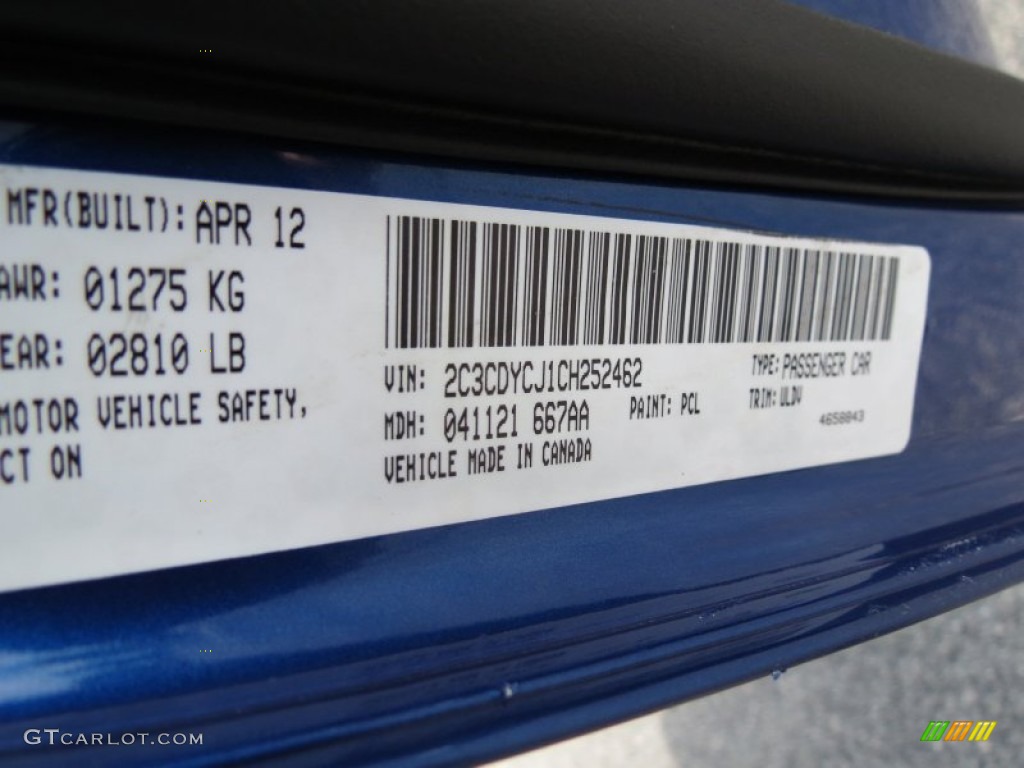 MFR(BUILT): APR 12
AWR: 01275 KG
EAR: 02810 LB
MOTOR VEHICLE SAFETY,
CT ON
VIN: 2C3CDYCJ1CH252462
TYPE: PASSENGER CAR
MDH: 041121 667AA
PAINT: PCL
TRIM: ULDV
4658843
VEHICLE MADE IN CANADA
GTCARLOT.COM